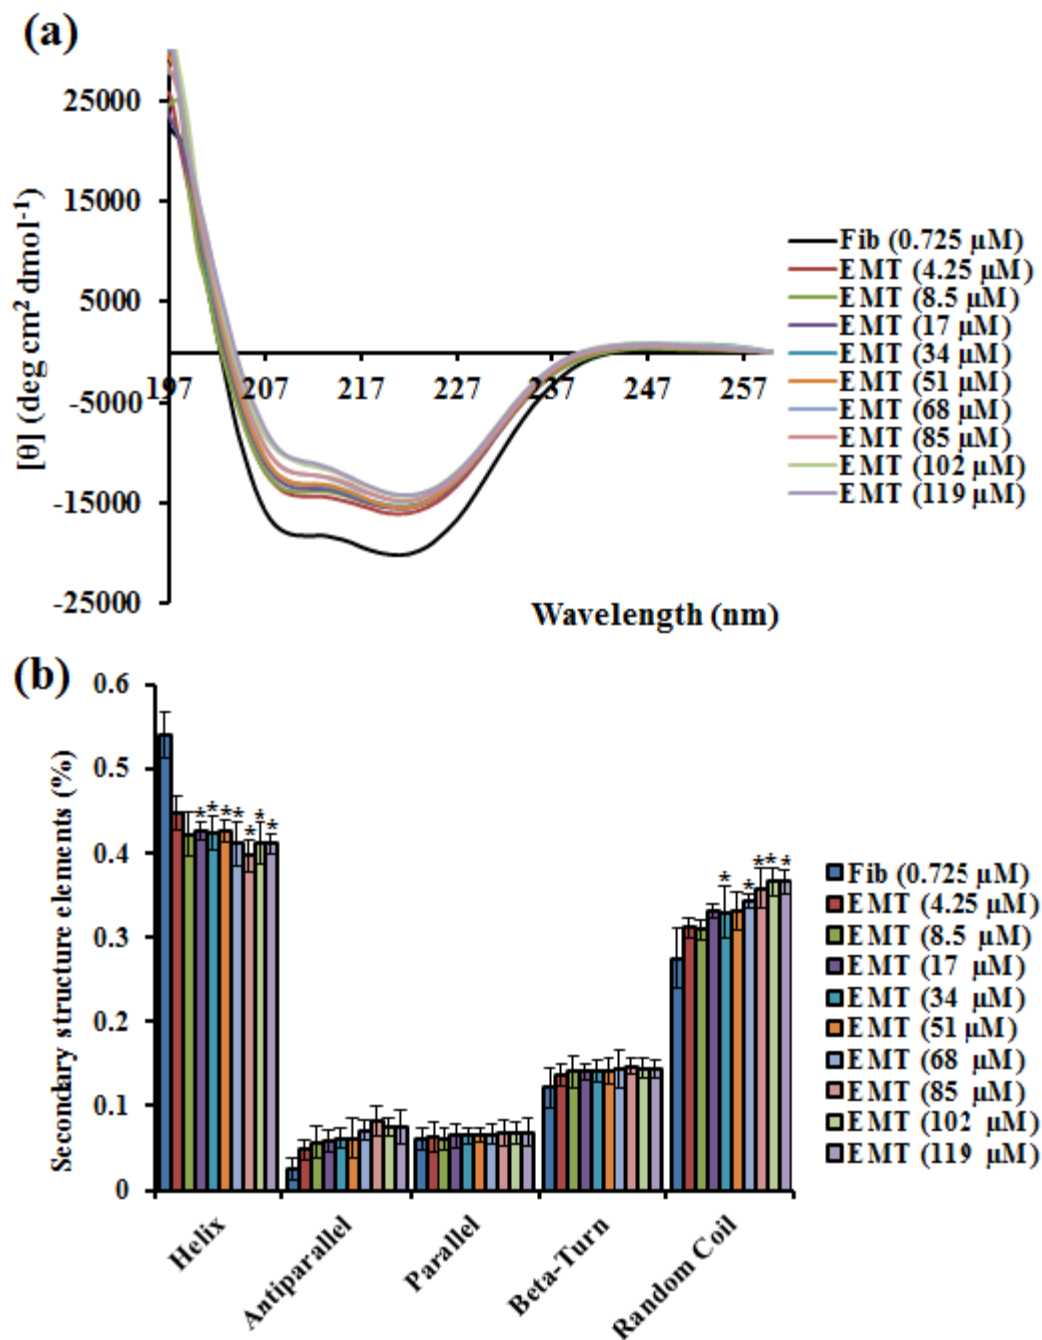 (a)
25000
15000
5000
-5000
-15000
-25000
[θ] (deg cm² dmol⁻¹)
197 207 217 227 237 247 257
Wavelength (nm)
Fib (0.725 µM)
EMT (4.25 µM)
EMT (8.5 µM)
EMT (17 µM)
EMT (34 µM)
EMT (51 µM)
EMT (68 µM)
EMT (85 µM)
EMT (102 µM)
EMT (119 µM)
(b)
0.6
0.5
0.4
0.3
0.2
0.1
0
Secondary structure elements (%)
* * * * * * *
* * * * *
Helix
Antiparallel
Parallel
Beta-Turn
Random Coil
Fib (0.725 µM)
EMT (4.25 µM)
EMT (8.5 µM)
EMT (17 µM)
EMT (34 µM)
EMT (51 µM)
EMT (68 µM)
EMT (85 µM)
EMT (102 µM)
EMT (119 µM)